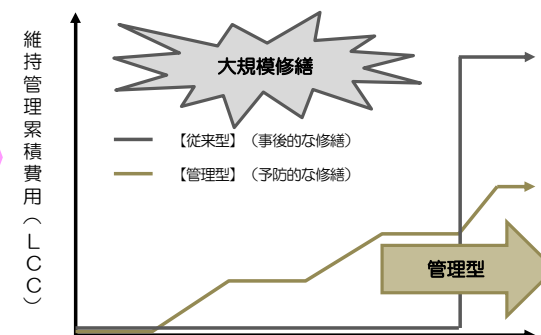 維持管理累積費用（ＬＣＣ）
大規模修繕
【従来型】（事後的な修繕）
【管理型】（予防的な修繕）
管理型